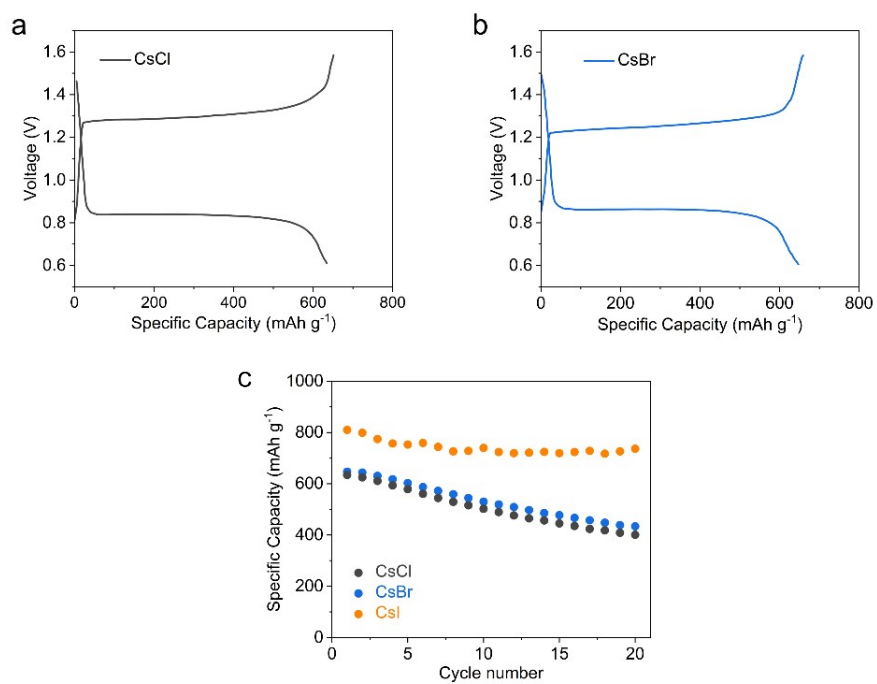 a
CsCl
Voltage (V)
1.6
1.4
1.2
1.0
0.8
0.6
0 200 400 600 800
Specific Capacity (mAh g⁻¹)
b
CsBr
Voltage (V)
1.6
1.4
1.2
1.0
0.8
0.6
0 200 400 600 800
Specific Capacity (mAh g⁻¹)
c
Specific Capacity (mAh g⁻¹)
1000
800
600
400
200
0
CsCl
CsBr
CsI
0 5 10 15 20
Cycle number